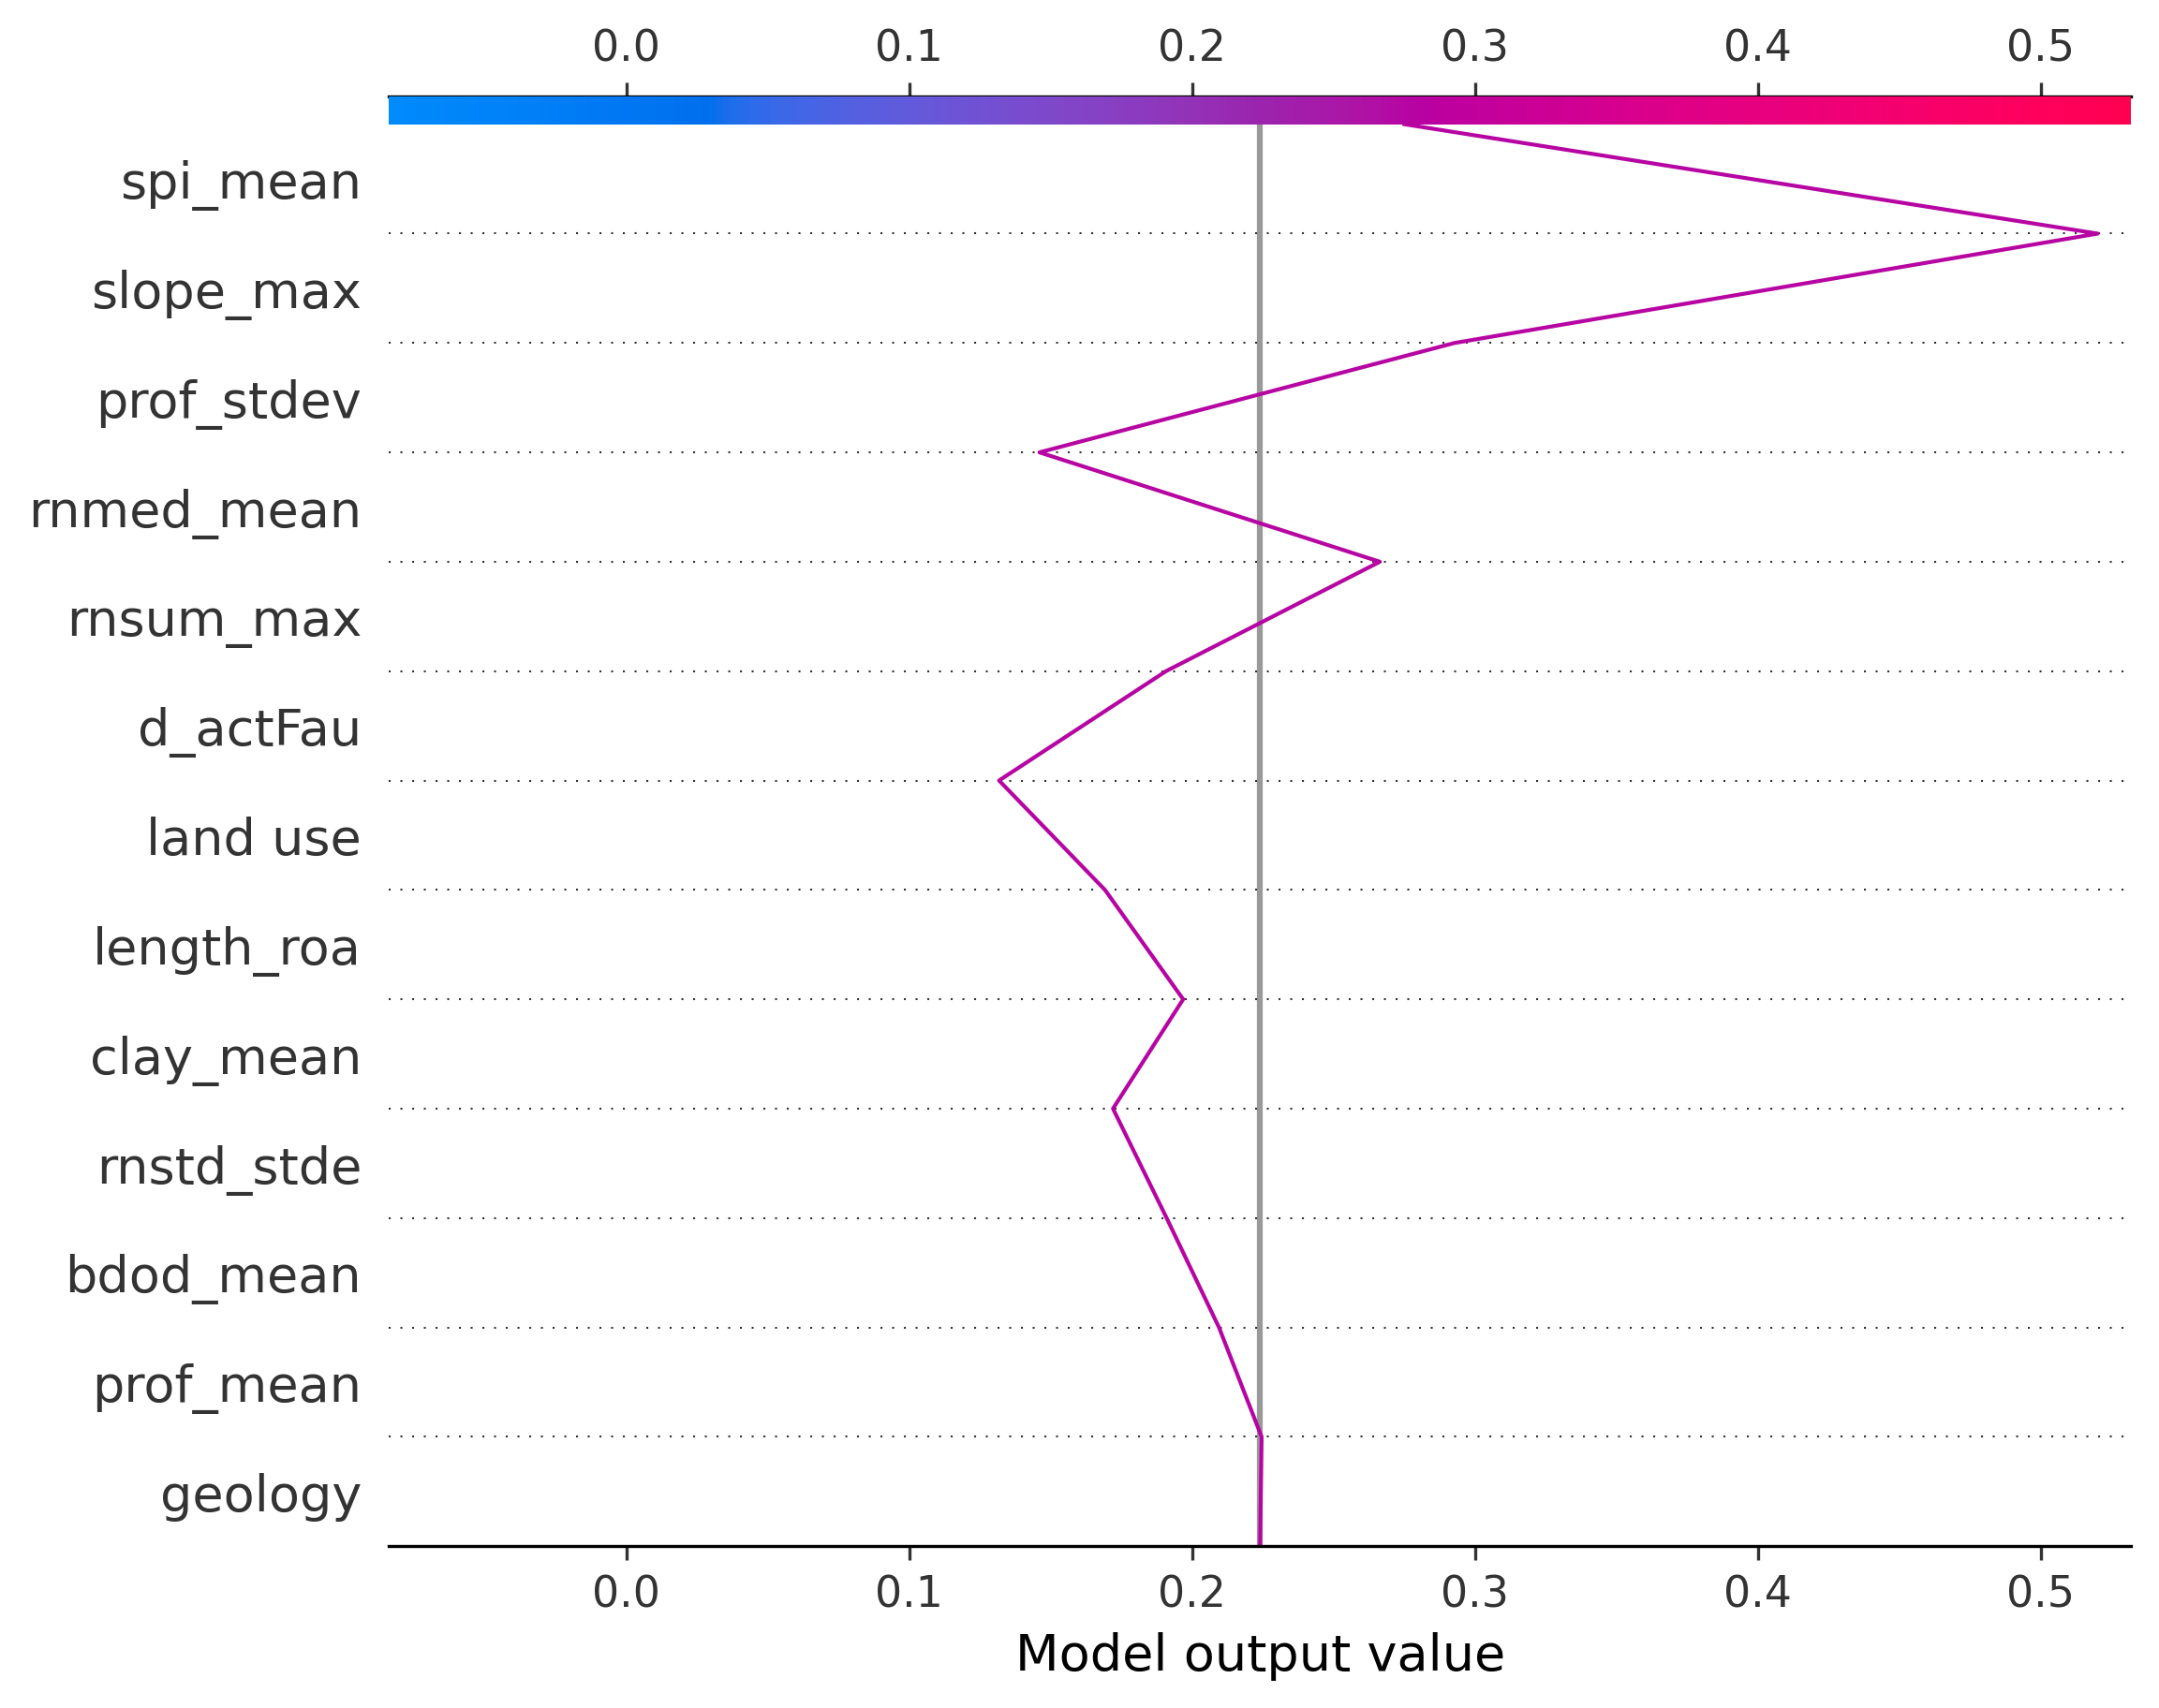 0.0 0.1 0.2 0.3 0.4 0.5
spi_mean
slope_max
prof_stdev
rnmed_mean
rnsum_max
d_actFau
land use
length_roa
clay_mean
rnstd_stde
bdod_mean
prof_mean
geology
0.0 0.1 0.2 0.3 0.4 0.5
Model output value